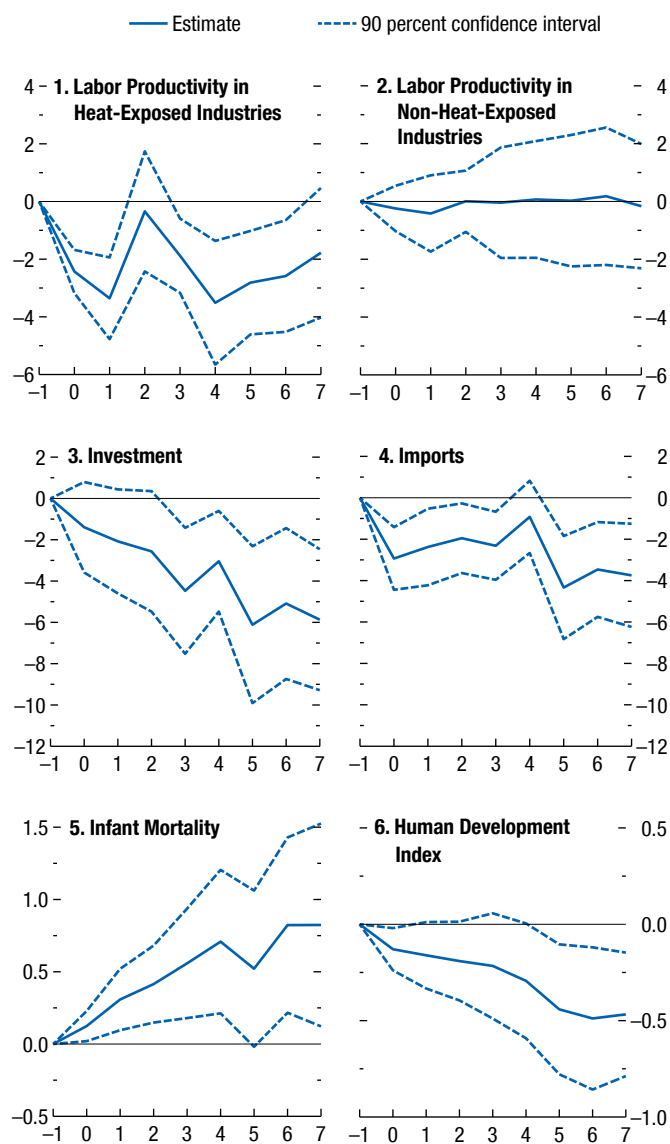 Estimate
90 percent confidence interval
1. Labor Productivity in
Heat-Exposed Industries
4
2
0
–2
–4
–6
–1 0 1 2 3 4 5 6 7
2. Labor Productivity in
Non-Heat-Exposed
Industries
4
2
0
–2
–4
–6
–1 0 1 2 3 4 5 6 7
3. Investment
2
0
–2
–4
–6
–8
–10
–12
–1 0 1 2 3 4 5 6 7
4. Imports
2
0
–2
–4
–6
–8
–10
–12
–1 0 1 2 3 4 5 6 7
5. Infant Mortality
1.5
1.0
0.5
0.0
–0.5
–1 0 1 2 3 4 5 6 7
6. Human Development
Index
0.5
0.0
–0.5
–1.0
–1 0 1 2 3 4 5 6 7